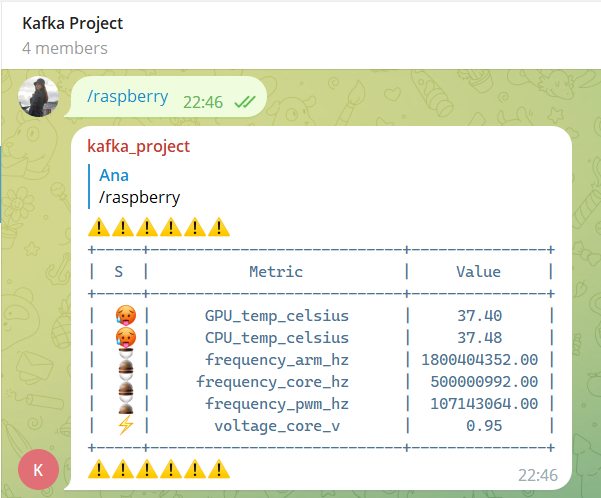 Kafka Project
4 members
/raspberry 22:46
kafka_project
Ana
/raspberry
⚠️⚠️⚠️⚠️⚠️⚠️
+-----+--------------------------+--------------+
| S | Metric | Value |
+-----+--------------------------+--------------+
| 🥵 | GPU_temp_celsius | 37.40 |
| 🥵 | CPU_temp_celsius | 37.48 |
| | frequency_arm_hz | 1800404352.00 |
| | frequency_core_hz | 500000992.00 |
| | frequency_pwm_hz | 107143064.00 |
| ⚡ | voltage_core_v | 0.95 |
+-----+--------------------------+--------------+
⚠️⚠️⚠️⚠️⚠️⚠️
K
22:46